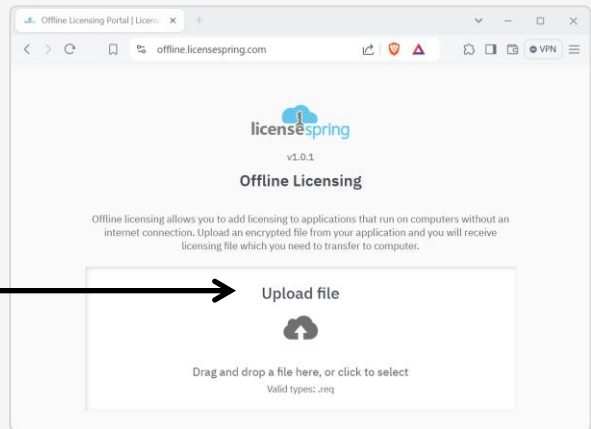 Offline Licensing Portal | Licens
offline.licensespring.com
VPN
licensespring
v1.0.1
Offline Licensing
Offline licensing allows you to add licensing to applications that run on computers without an
internet connection. Upload an encrypted file from your application and you will receive
licensing file which you need to transfer to computer.
Upload file
Drag and drop a file here, or click to select
Valid types: .req